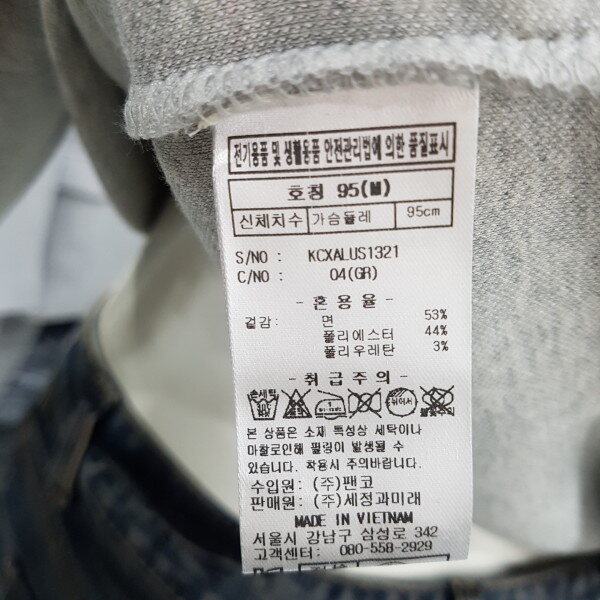 전기용품 및 생활용품 안전관리법에 의한 품질표시
호칭 95(M)
신체치수 가슴둘레 95cm
S/NO : KCXALUS1321
C/NO : 04(GR)
- 혼용율 -
겉감: 면 53%
폴리에스터 44%
폴리우레탄 3%
- 취급주의 -
손세탁
뉘어서
본 상품은 소재 특성상 세탁이나
마찰로인해 필링이 발생될 수
있습니다. 착용시 주의바랍니다.
수입원: (주)팬코
판매원: (주)세정과미래
MADE IN VIETNAM
서울시 강남구 삼성로 342
고객센터: 080-558-2929